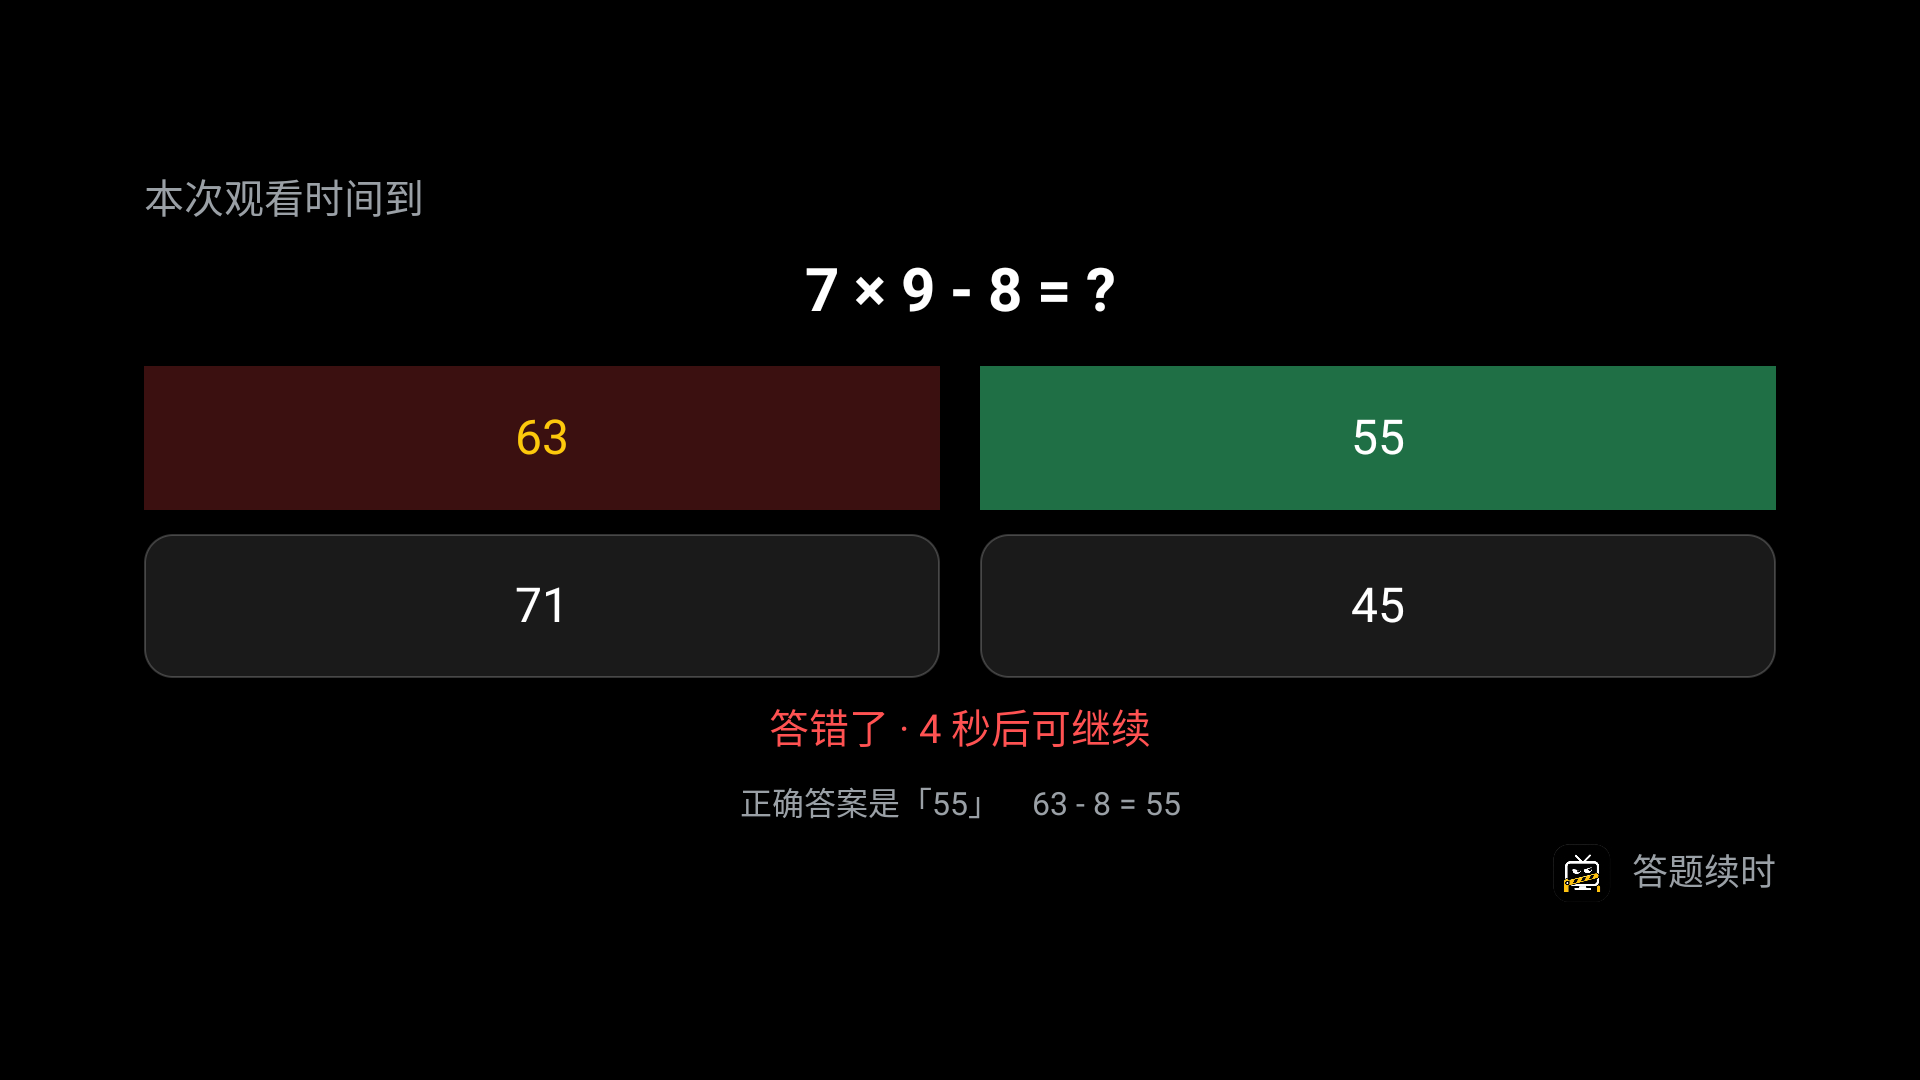 本次观看时间到
7 × 9 - 8 = ?
63
55
71
45
答错了 · 4 秒后可继续
正确答案是「55」 63 - 8 = 55
答题续时